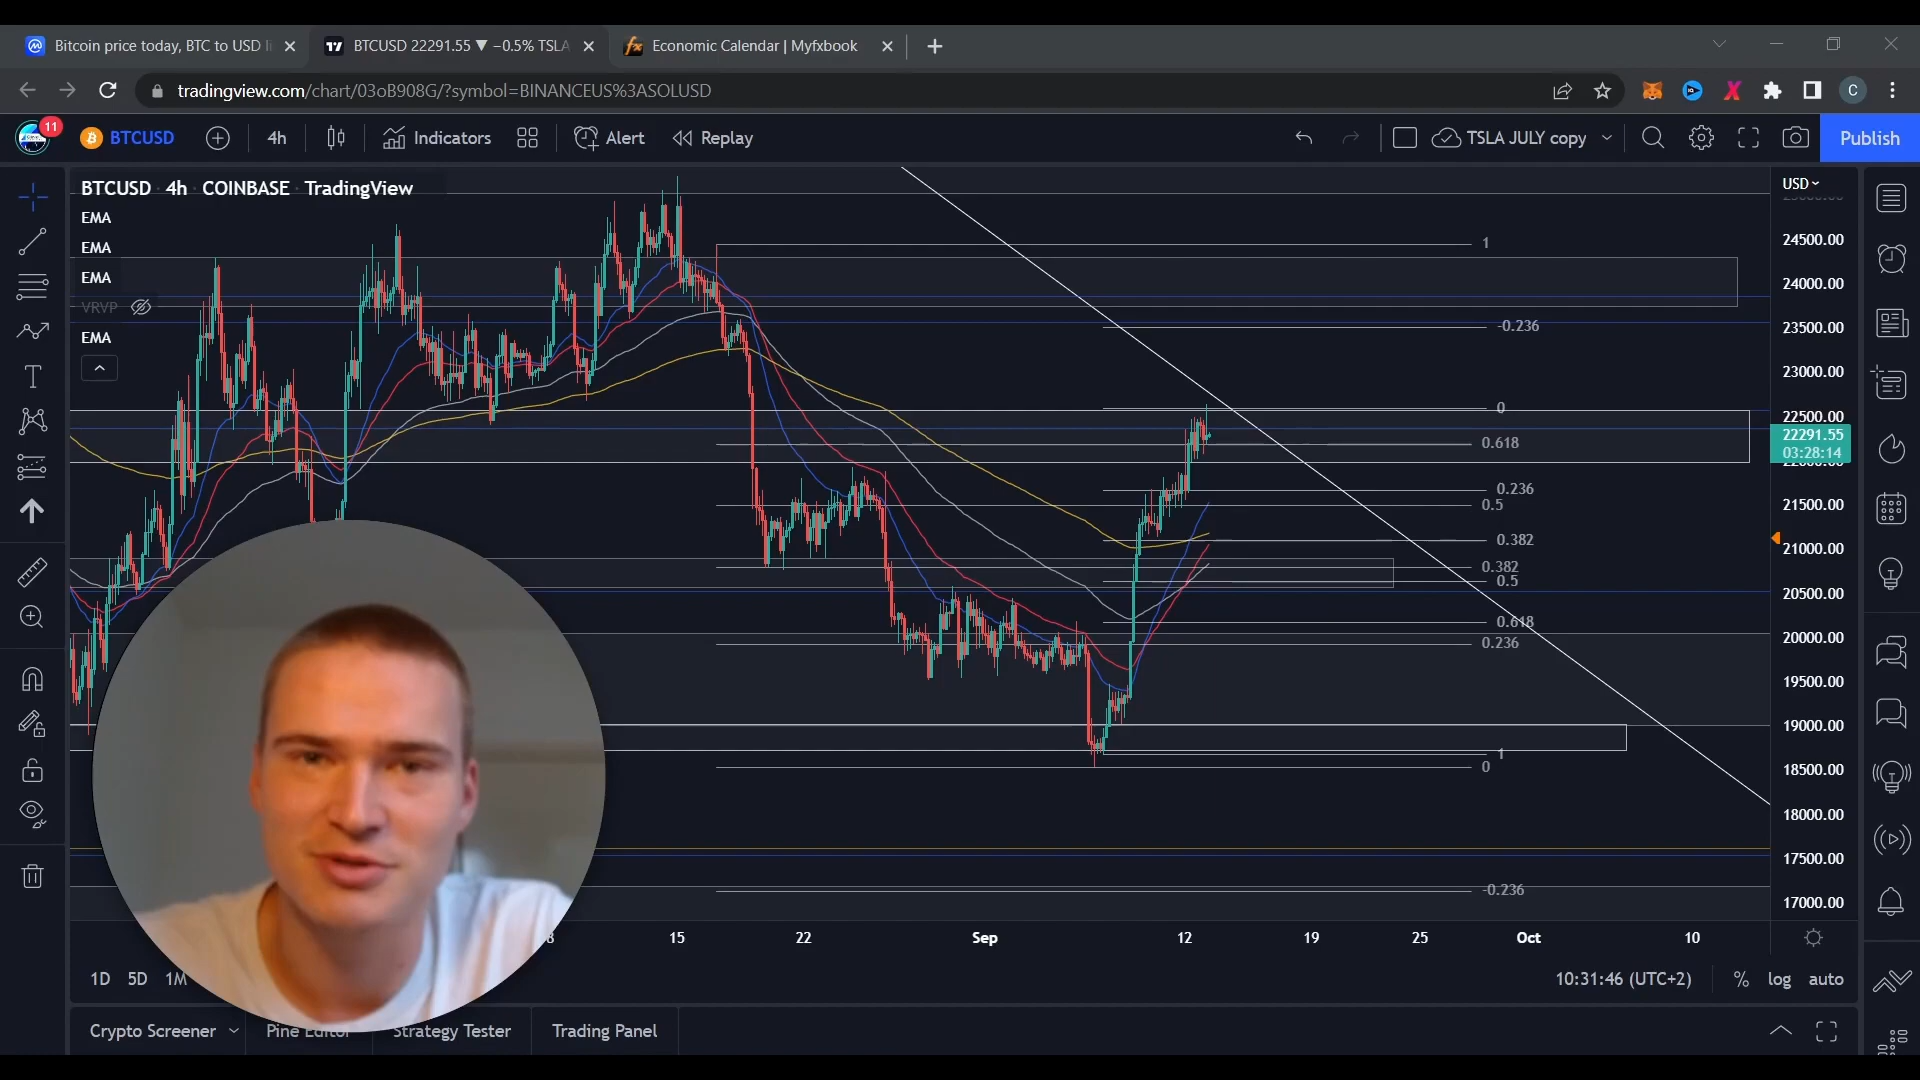 Bitcoin price today, BTC to USD li
BTCUSD 22291.55 ▼ −0.5% TSLA
Economic Calendar | Myfxbook
tradingview.com/chart/03oB908G/?symbol=BINANCEUS%3ASOLUSD
C
11
BTCUSD
4h
Indicators
Alert
Replay
TSLA JULY copy
Publish
BTCUSD · 4h · COINBASE · TradingView
USD
EMA
EMA
EMA
VRVP
EMA
1
-0.236
0
0.618
0.236
0.5
0.382
0.382
0.5
0.618
0.236
1
0
-0.236
24500.00
24000.00
23500.00
23000.00
22500.00
22291.55
03:28:14
21500.00
21000.00
20500.00
20000.00
19500.00
19000.00
18500.00
18000.00
17500.00
17000.00
15
22
Sep
12
19
25
Oct
10
1D
5D
1M
10:31:46 (UTC+2)
%
log
auto
Crypto Screener
Pine Editor
Strategy Tester
Trading Panel